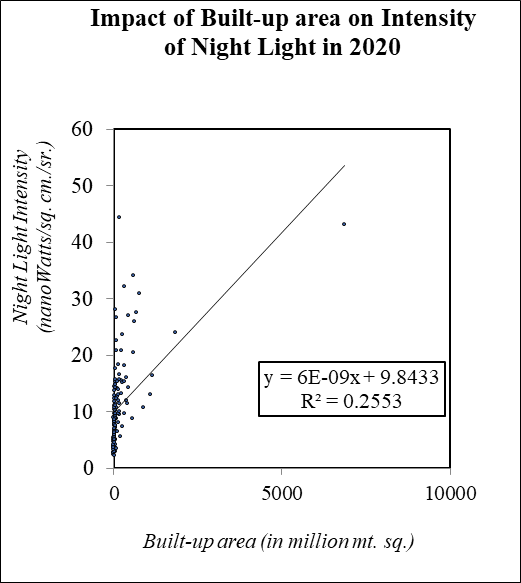 Impact of Built-up area on Intensity
of Night Light in 2020
Night Light Intensity
(nanoWatts/sq. cm./sr.)
60
50
40
30
20
10
0
y = 6E-09x + 9.8433
R² = 0.2553
0 5000 10000
Built-up area (in million mt. sq.)